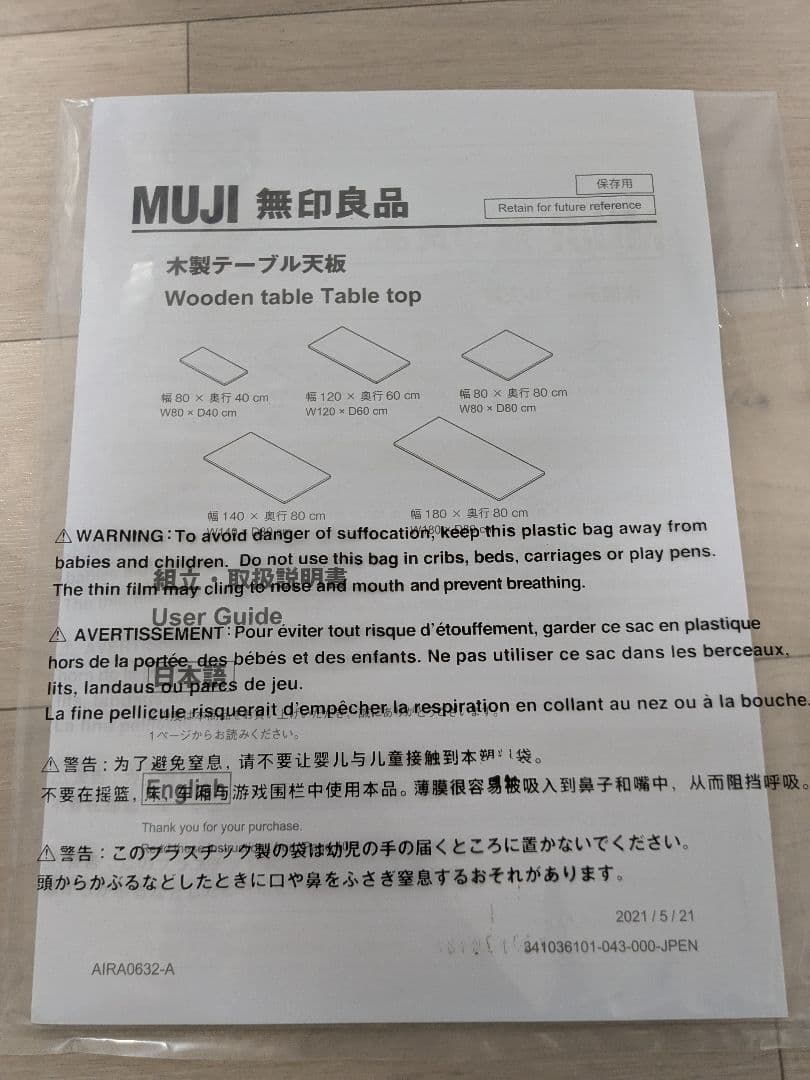 MUJI 無印良品
保存用
Retain for future reference
木製テーブル天板
Wooden table Table top
幅 80 × 奥行 40 cm
W80 × D40 cm
幅 120 × 奥行 60 cm
W120 × D60 cm
幅 80 × 奥行 80 cm
W80 × D80 cm
幅 140 × 奥行 80 cm
幅 180 × 奥行 80 cm
⚠ WARNING : To avoid danger of suffocation, keep this plastic bag away from
babies and children. Do not use this bag in cribs, beds, carriages or play pens.
The thin film may cling to nose and mouth and prevent breathing.
組立・取扱説明書
User Guide
⚠ AVERTISSEMENT : Pour éviter tout risque d'étouffement, garder ce sac en plastique
hors de la portée des bébés et des enfants. Ne pas utiliser ce sac dans les berceaux,
lits, landaus ou parcs de jeu.
La fine pellicule risquerait d'empêcher la respiration en collant au nez ou à la bouche.
日本語
1ページからお読みください。
⚠ 警告 : 为了避免窒息, 请不要让婴儿与儿童接触到本塑 袋。
不要在摇篮, 床, 车厢与游戏围栏中使用本品。薄膜很容易被吸入到鼻子和嘴中, 从而阻挡呼吸。
English
Thank you for your purchase.
⚠ 警告 : このプラスチック製の袋は幼児の手の届くところに置かないでください。
頭からかぶるなどしたときに口や鼻をふさぎ窒息するおそれがあります。
2021 / 5 / 21
341036101-043-000-JPEN
AIRA0632-A